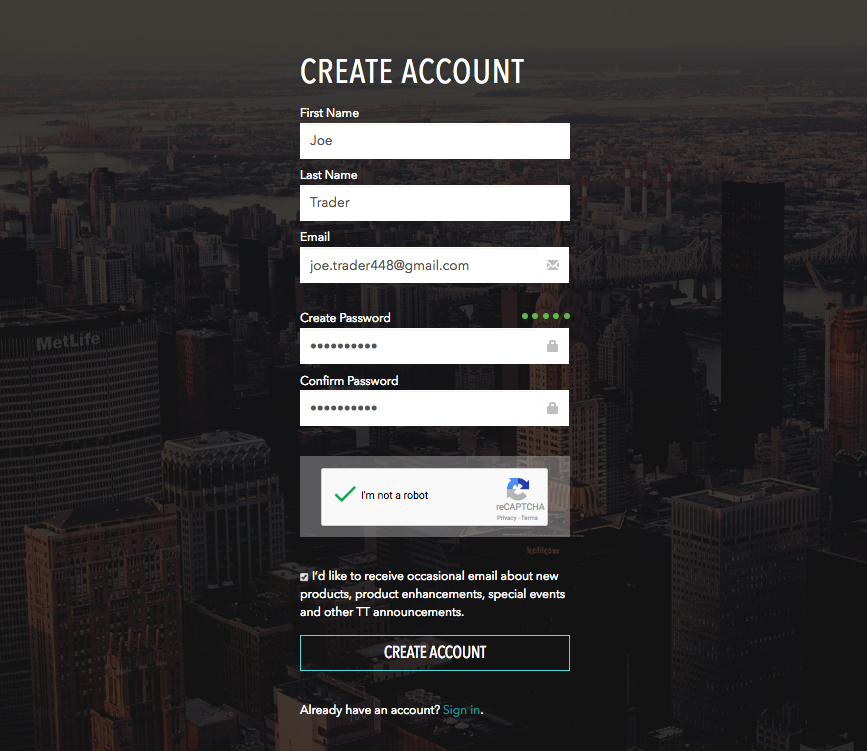 CREATE ACCOUNT
First Name
Joe
Last Name
Trader
Email
joe.trader448@gmail.com
Create Password
••••••••••
Confirm Password
••••••••••
I'm not a robot
reCAPTCHA
Privacy - Terms
I'd like to receive occasional email about new
products, product enhancements, special events
and other TT announcements.
CREATE ACCOUNT
Already have an account? Sign in.
MetLife